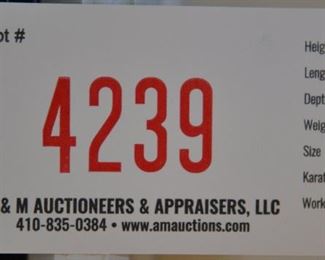 ot #
4239
& M AUCTIONEERS & APPRAISERS, LLC
410-835-0384 • www.amauctions.com
Heig
Leng
Dept
Weig
Size
Karat
Work